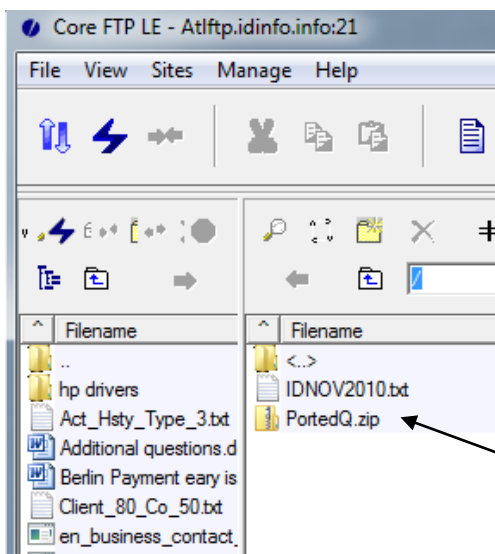 Core FTP LE - Atlftp.idinfo.info:21
File View Sites Manage Help
/
^ Filename
..
hp drivers
Act_Hsty_Type_3.txt
Additional questions.d
Berlin Payment eary is
Client_80_Co_50.txt
en_business_contact_
^ Filename
<..>
IDNOV2010.txt
PortedQ.zip